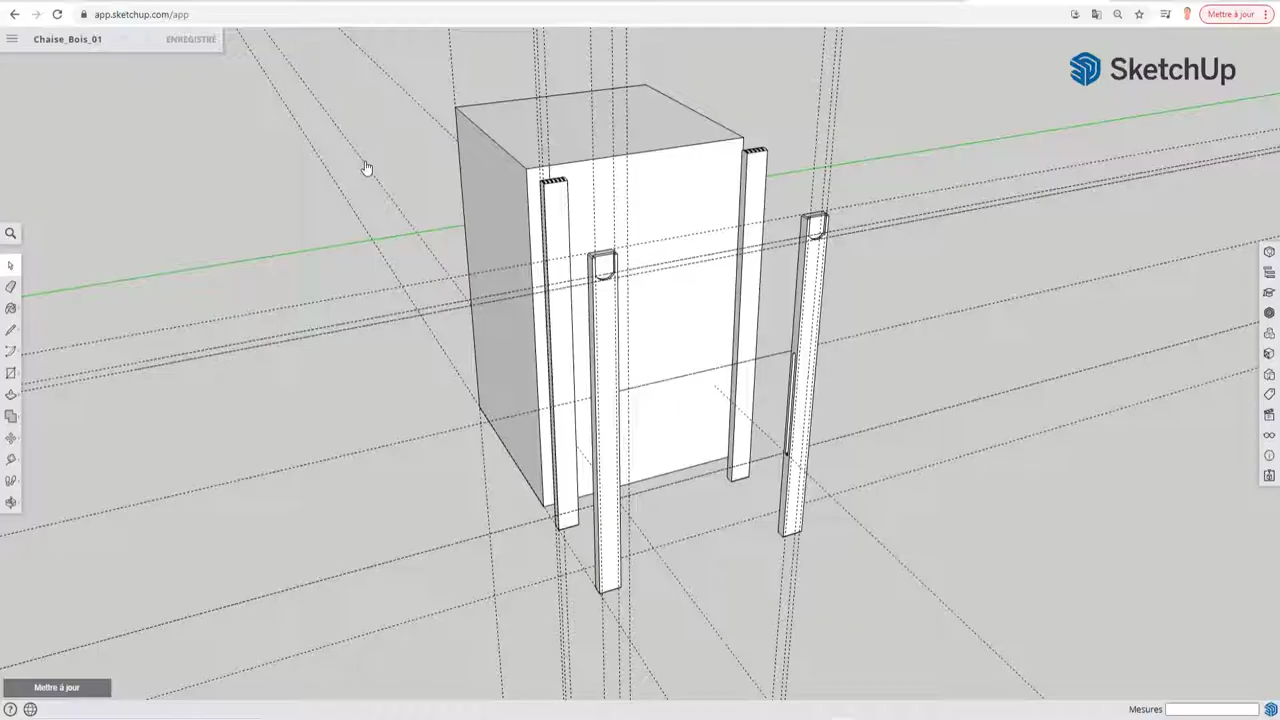 app.sketchup.com/app
Mettre à jour
Chaise_Bois_01
ENREGISTRÉ
SketchUp
Mettre à jour
Mesures